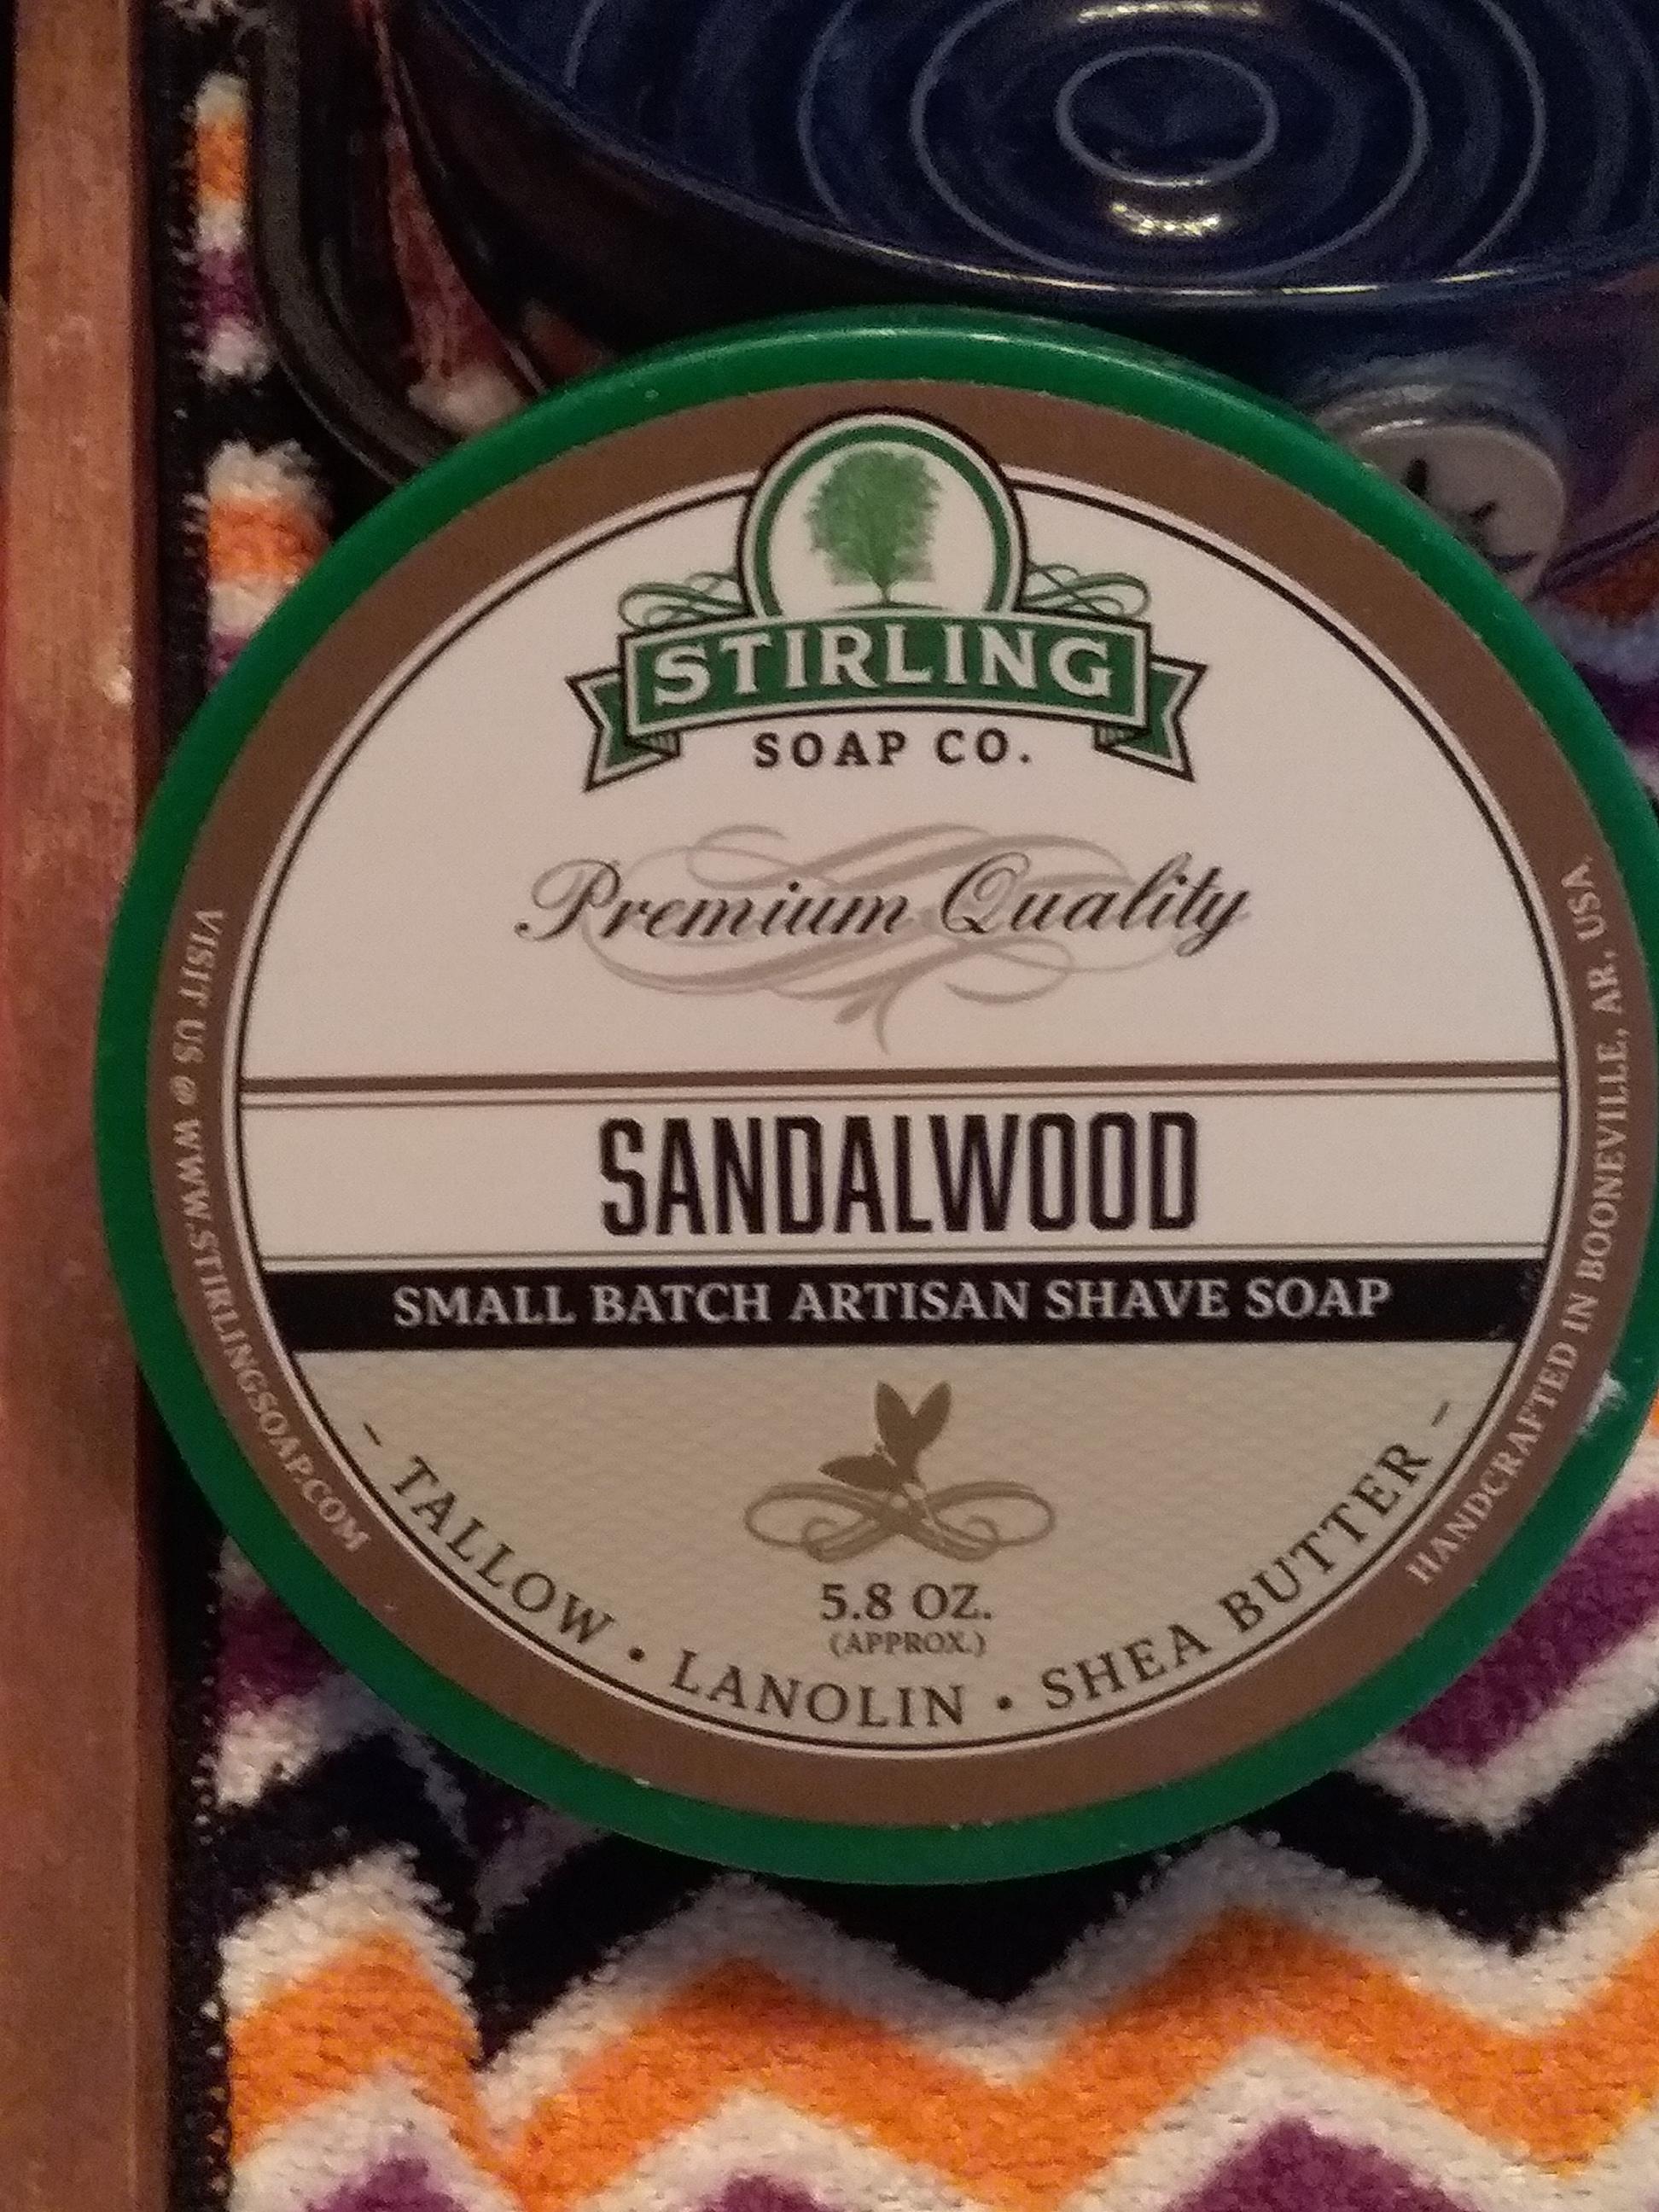 STIRLING
SOAP CO.
Premium Quality
SANDALWOOD
SMALL BATCH ARTISAN SHAVE SOAP
5.8 OZ.
(APPROX.)
- TALLOW • LANOLIN • SHEA BUTTER -
VISIT US @ WWW.STIRLINGSOAP.COM
HANDCRAFTED IN BOONEVILLE, AR, USA.